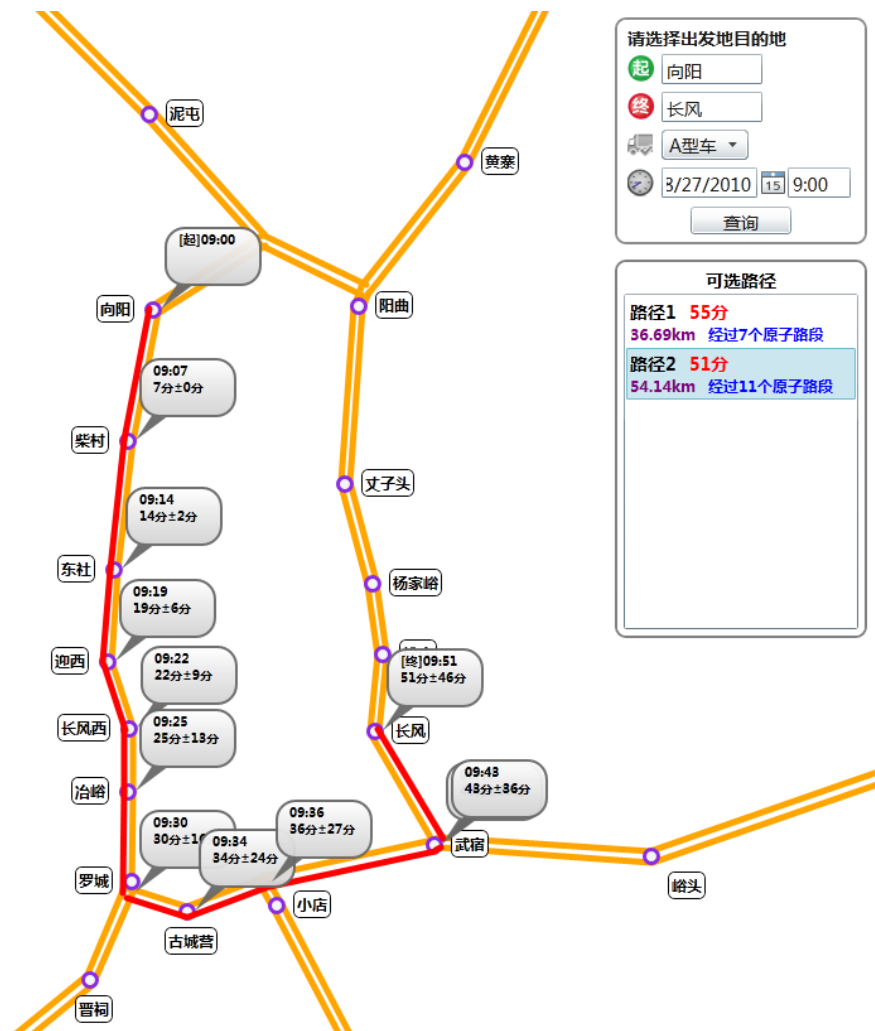 泥屯
黄寨
[起]09:00
向阳
阳曲
09:07
7分±0分
柴村
丈子头
09:14
14分±2分
东社
杨家峪
09:19
19分±6分
迎西
09:22
22分±9分
[终]09:51
51分±46分
长风西
长风
09:25
25分±13分
冶峪
09:43
43分±36分
09:30
30分±1
09:34
34分±24分
09:36
36分±27分
武宿
罗城
峪头
小店
古城营
晋祠
请选择出发地目的地
起
向阳
终
长风
A型车
8/27/2010
15
9:00
查询
可选路径
路径1 55分
36.69km 经过7个原子路段
路径2 51分
54.14km 经过11个原子路段